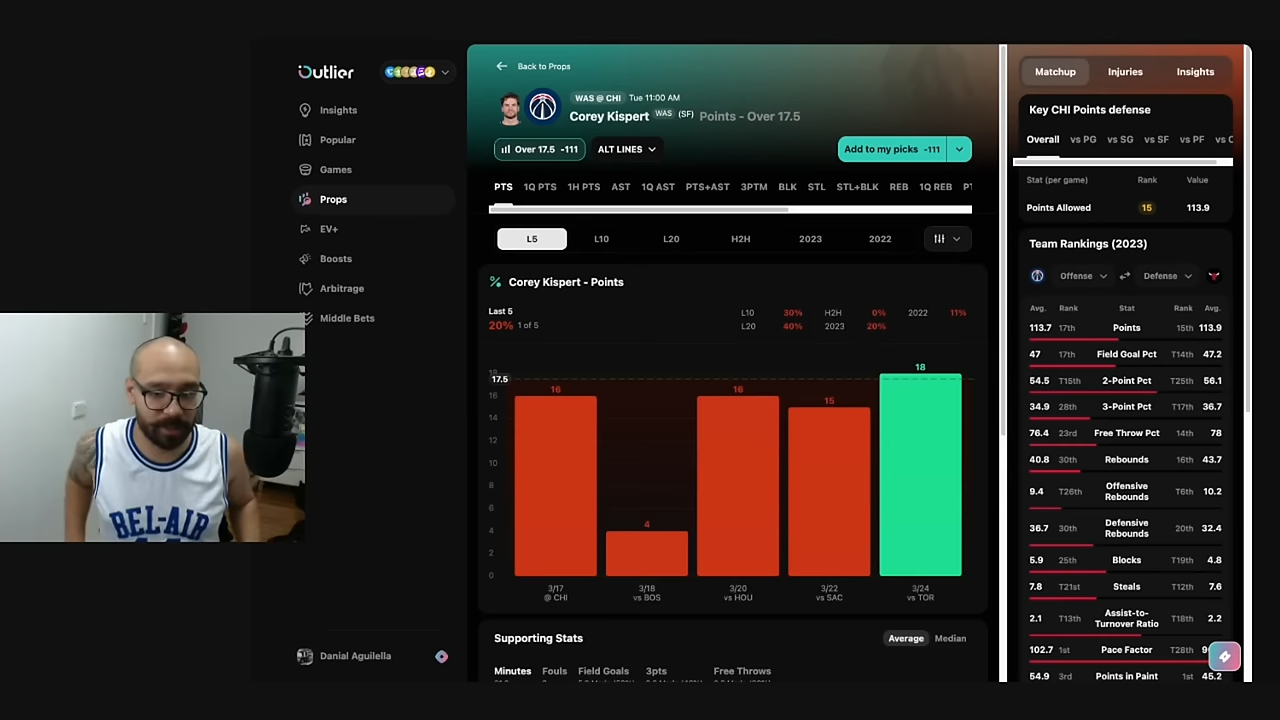 Outlier
Insights
Popular
Games
Props
EV+
Boosts
Arbitrage
Middle Bets
Danial Aguilella
BEL-AIR
Back to Props
WAS @ CHI Tue 11:00 AM
Corey Kispert WAS (SF) Points - Over 17.5
Over 17.5 -111 ALT LINES
Add to my picks -111
PTS 1Q PTS 1H PTS AST 1Q AST PTS+AST 3PTM BLK STL STL+BLK REB 1Q REB
L5 L10 L20 H2H 2023 2022
Corey Kispert - Points
Last 5
20% 1 of 5
L10 30% H2H 0% 2022 11%
L20 40% 2023 20%
18
17.5
16
14
12
10
8
6
4
2
0
16
4
16
15
18
3/17 3/18 3/20 3/22 3/24
@ CHI vs BOS vs HOU vs SAC vs TOR
Supporting Stats
Average Median
Minutes Fouls Field Goals 3pts Free Throws
Matchup Injuries Insights
Key CHI Points defense
Overall vs PG vs SG vs SF vs PF vs C
Stat (per game) Rank Value
Points Allowed 15 113.9
Team Rankings (2023)
Offense Defense
Avg. Rank Stat Rank Avg.
113.7 17th Points 15th 113.9
47 17th Field Goal Pct T14th 47.2
54.5 T15th 2-Point Pct T25th 56.1
34.9 28th 3-Point Pct T17th 36.7
76.4 23rd Free Throw Pct 14th 78
40.8 30th Rebounds 16th 43.7
9.4 T26th Offensive Rebounds T6th 10.2
36.7 30th Defensive Rebounds 20th 32.4
5.9 25th Blocks T19th 4.8
7.8 T21st Steals T12th 7.6
2.1 T13th Assist-to-Turnover Ratio T18th 2.2
102.7 1st Pace Factor T28th
54.9 3rd Points in Paint 1st 45.2